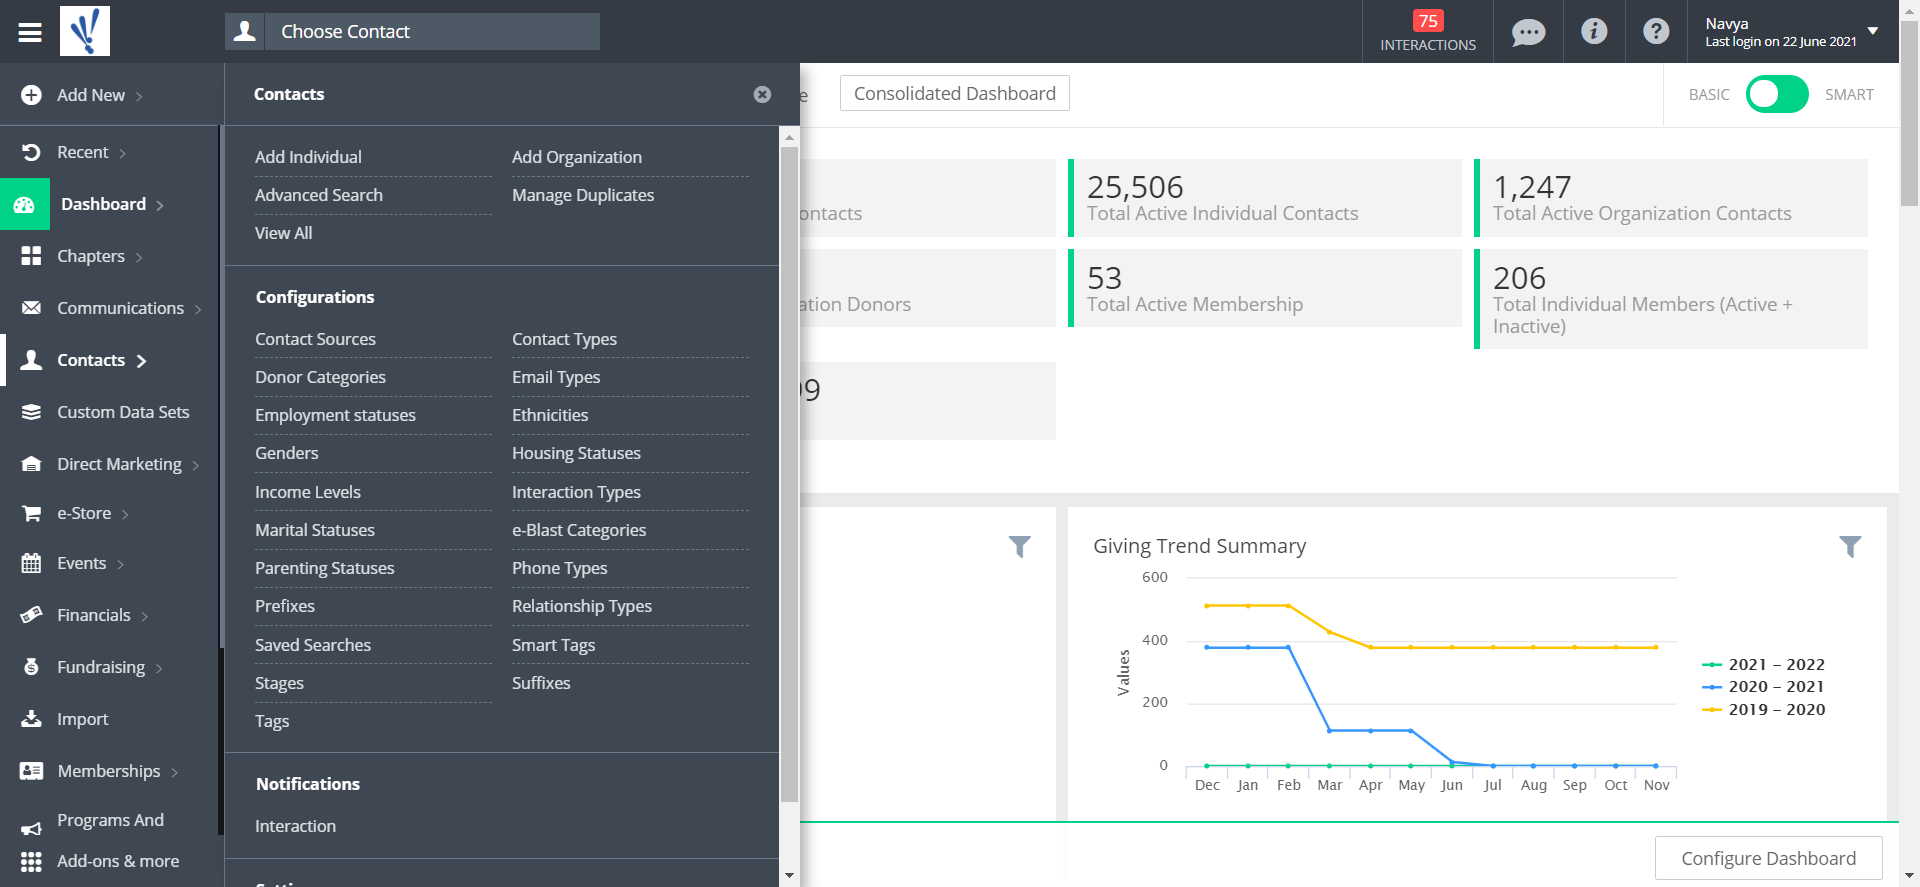 Choose Contact
75
INTERACTIONS
Navya
Last login on 22 June 2021
Add New
Recent
Dashboard
Chapters
Communications
Contacts
Custom Data Sets
Direct Marketing
e-Store
Events
Financials
Fundraising
Import
Memberships
Programs And
Add-ons & more
Contacts
Add Individual
Add Organization
Advanced Search
Manage Duplicates
View All
Configurations
Contact Sources
Contact Types
Donor Categories
Email Types
Employment statuses
Ethnicities
Genders
Housing Statuses
Income Levels
Interaction Types
Marital Statuses
e-Blast Categories
Parenting Statuses
Phone Types
Prefixes
Relationship Types
Saved Searches
Smart Tags
Stages
Suffixes
Tags
Notifications
Interaction
e
Consolidated Dashboard
BASIC
SMART
ontacts
25,506
Total Active Individual Contacts
1,247
Total Active Organization Contacts
ation Donors
53
Total Active Membership
206
Total Individual Members (Active +
Inactive)
9
Giving Trend Summary
600
400
200
0
Values
Dec Jan Feb Mar Apr May Jun Jul Aug Sep Oct Nov
2021 – 2022
2020 – 2021
2019 – 2020
Configure Dashboard